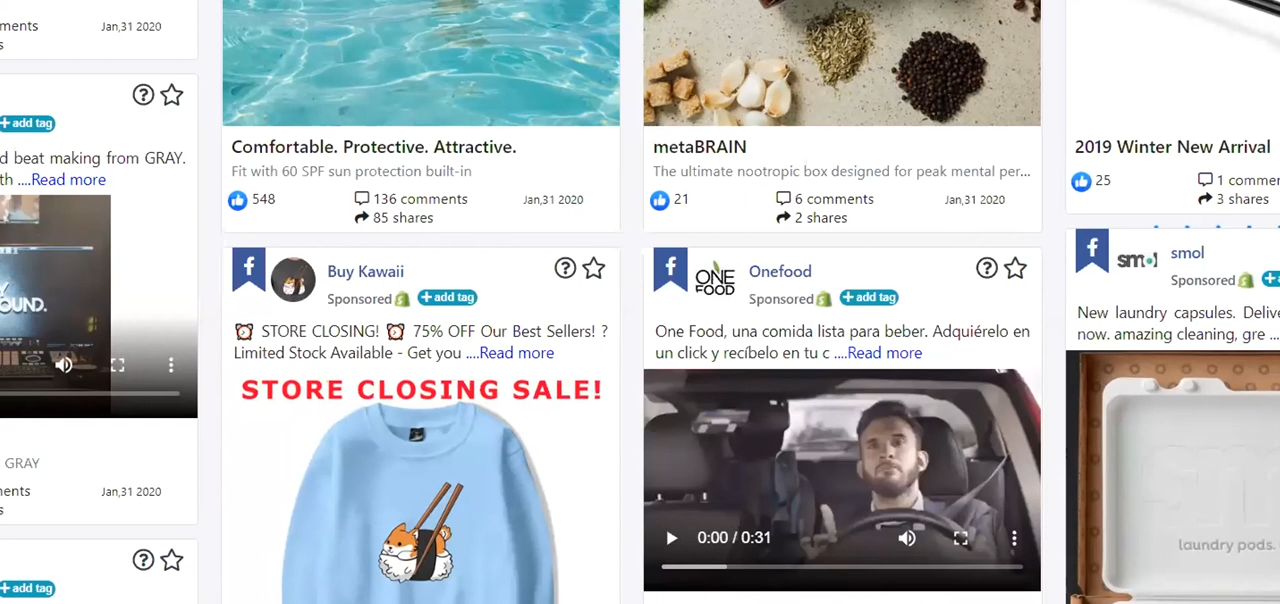 ments
Jan,31 2020
s
+ add tag
d beat making from GRAY.
th ....Read more
Y
OUND.
GRAY
ments
Jan,31 2020
s
+ add tag
Comfortable. Protective. Attractive.
Fit with 60 SPF sun protection built-in
548
136 comments
Jan,31 2020
85 shares
Buy Kawaii
Sponsored
+ add tag
STORE CLOSING! 75% OFF Our Best Sellers! ?
Limited Stock Available - Get you ....Read more
STORE CLOSING SALE!
metaBRAIN
The ultimate nootropic box designed for peak mental per...
21
6 comments
Jan,31 2020
2 shares
ONE
FOOD
Onefood
Sponsored
+ add tag
One Food, una comida lista para beber. Adquiérelo en
un click y recíbelo en tu c ....Read more
0:00 / 0:31
2019 Winter New Arrival
25
1 commer
3 shares
smol
smol
Sponsored
New laundry capsules. Delive
now. amazing cleaning, gre ...
laundry pods.